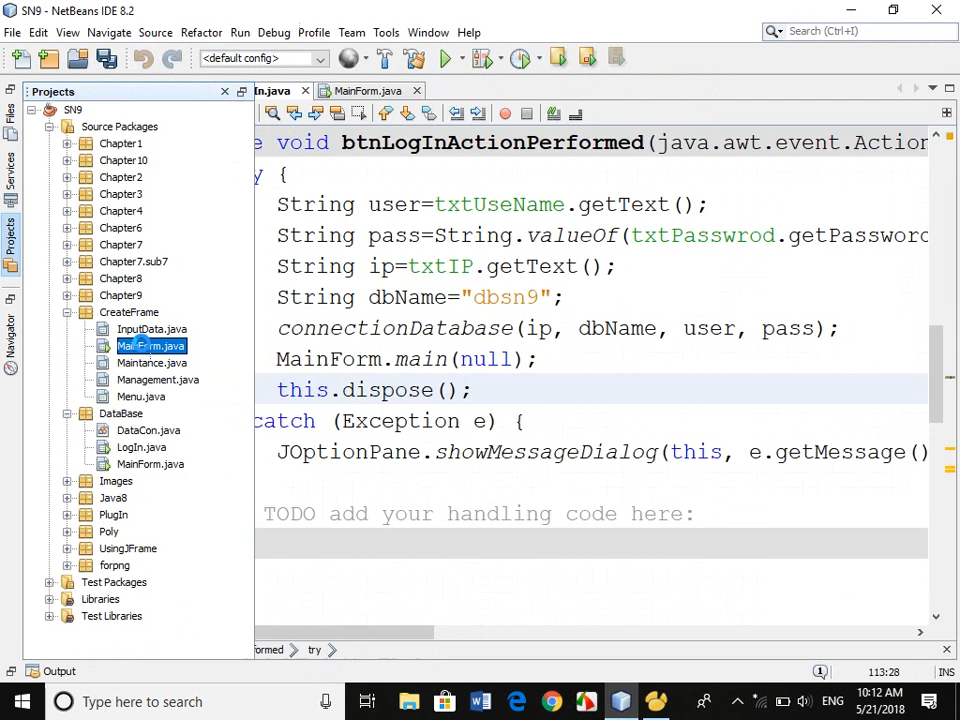 SN9 - NetBeans IDE 8.2
File Edit View Navigate Source Refactor Run Debug Profile Team Tools Window Help
Search (Ctrl+I)
<default config>
Projects
In.java
MainForm.java
Files
Services
Projects
Navigator
SN9
Source Packages
Chapter1
Chapter10
Chapter2
Chapter3
Chapter4
Chapter6
Chapter7
Chapter7.sub7
Chapter8
Chapter9
CreateFrame
InputData.java
MainForm.java
Maintance.java
Management.java
Menu.java
DataBase
DataCon.java
LogIn.java
MainForm.java
Images
Java8
PlugIn
Poly
UsingJFrame
forpng
Test Packages
Libraries
Test Libraries
e void btnLogInActionPerformed(java.awt.event.Action
y {
String user=txtUseName.getText();
String pass=String.valueOf(txtPasswrod.getPassword
String ip=txtIP.getText();
String dbName="dbsn9";
connectionDatabase(ip, dbName, user, pass);
MainForm.main(null);
this.dispose();
catch (Exception e) {
JOptionPane.showMessageDialog(this, e.getMessage()
TODO add your handling code here:
formed
try
Output
1
113:28
INS
Type here to search
ENG
10:12 AM
5/21/2018